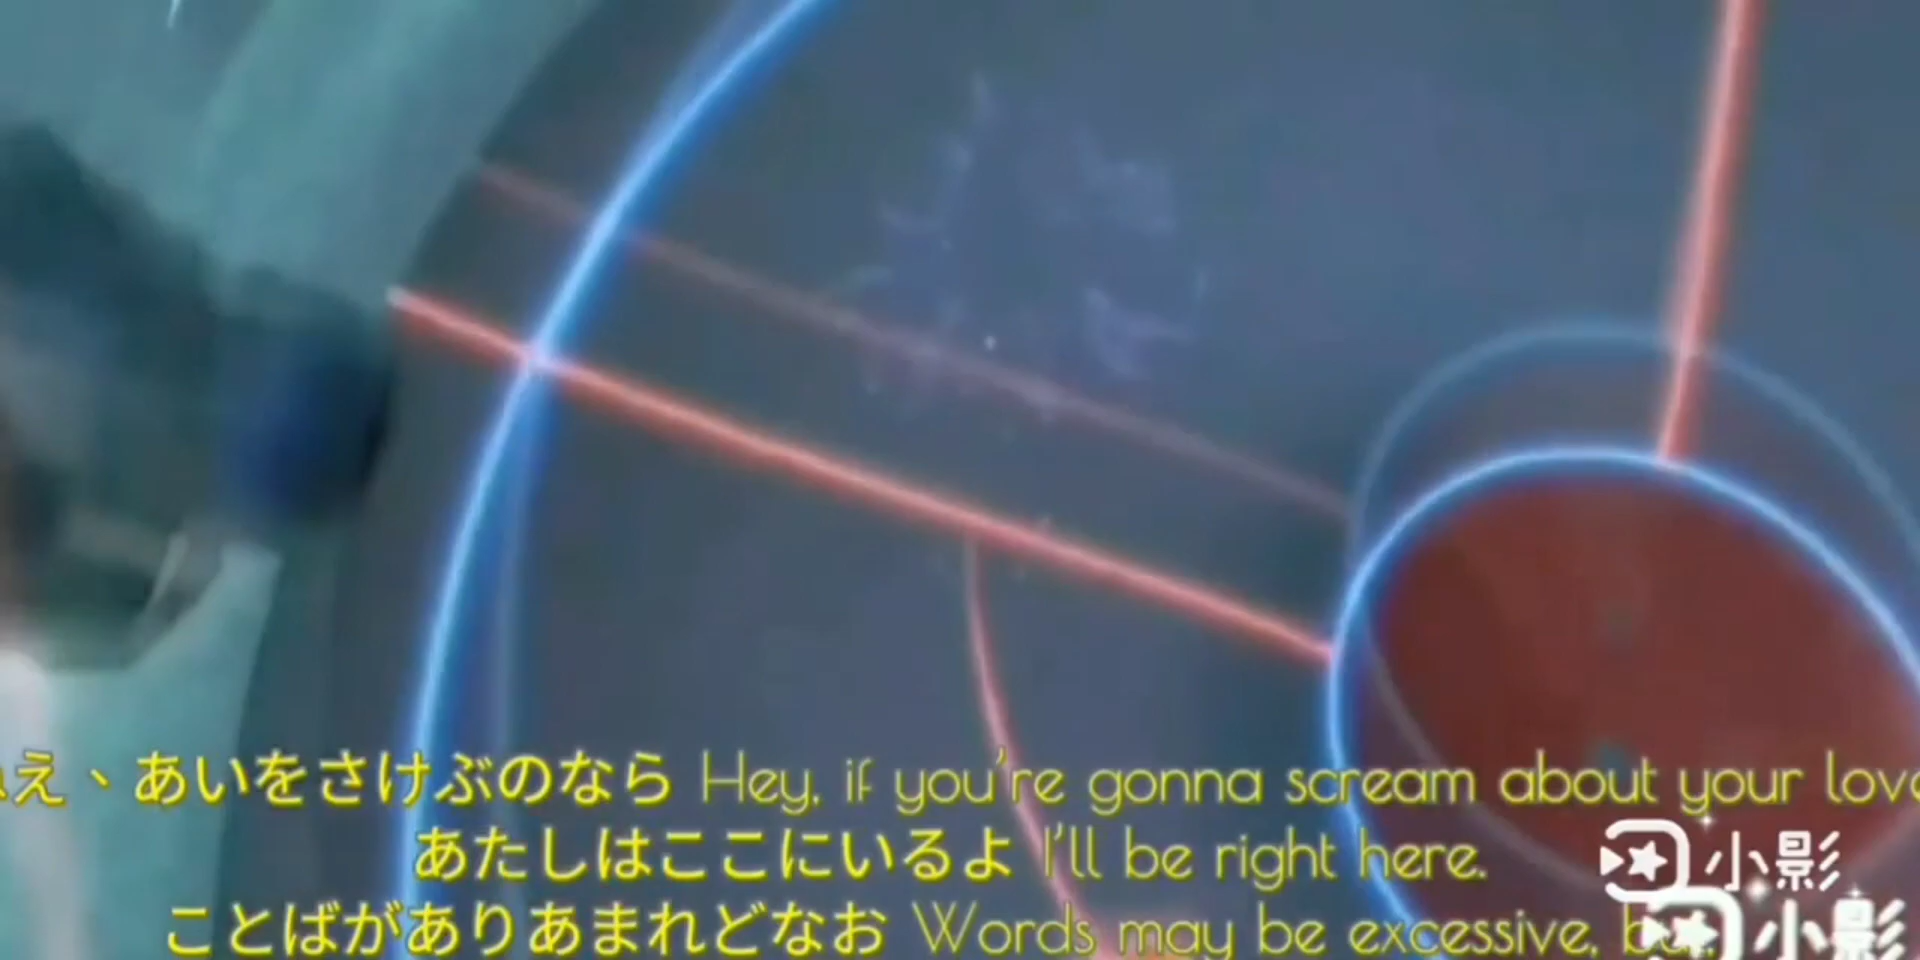 ねえ、あいをさけぶのなら Hey, if you're gonna scream about your love
あたしはここにいるよ I'll be right here.
ことばがありあまれどなお Words may be excessive,
小影
小影